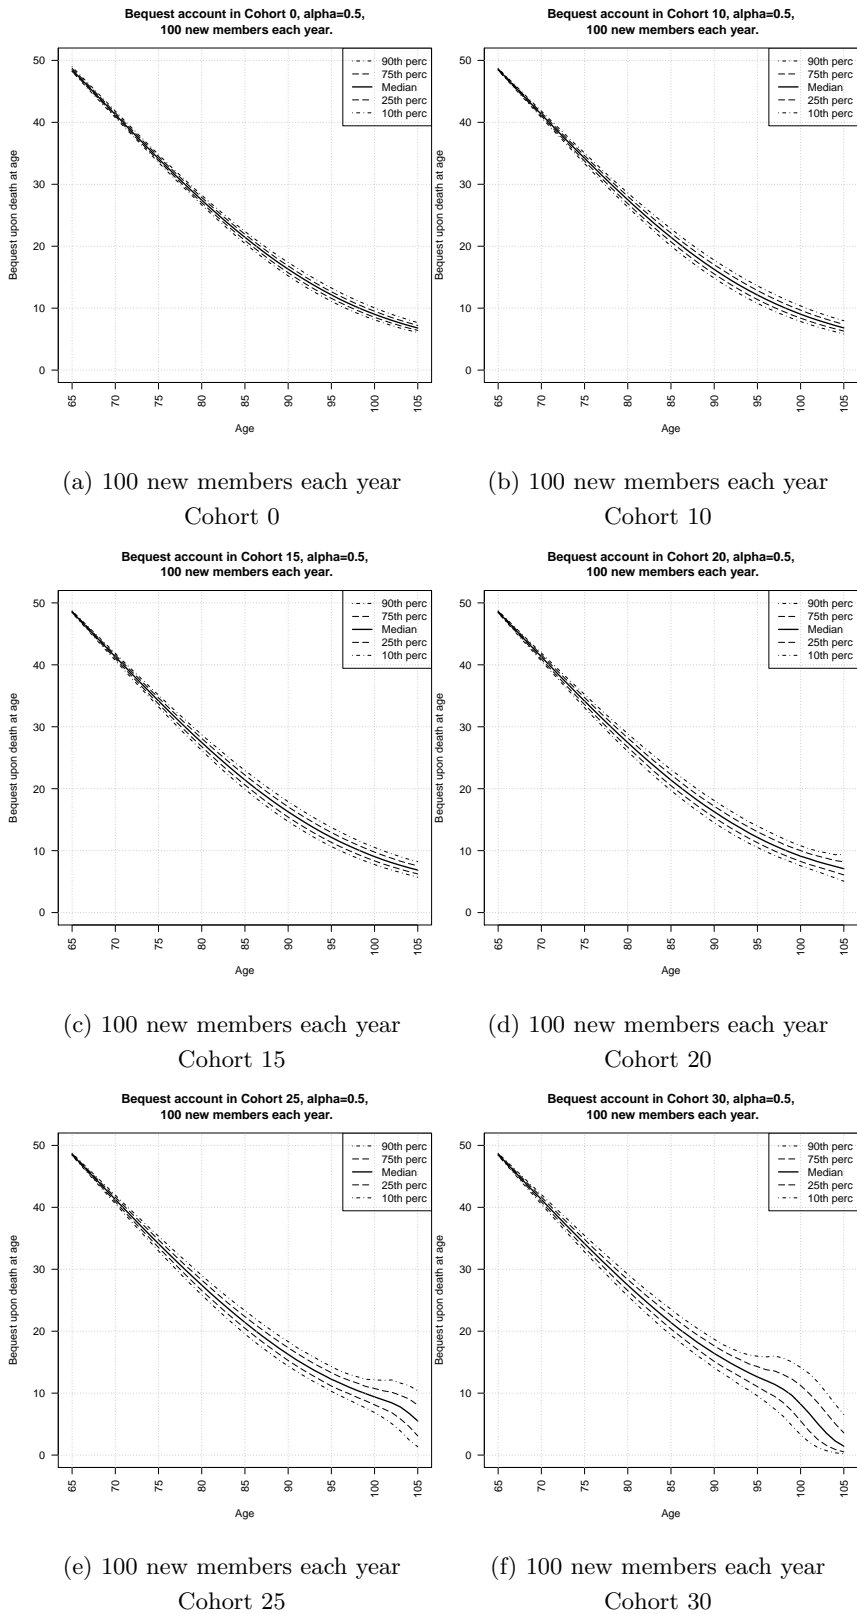 Bequest account in Cohort 0, alpha=0.5,
100 new members each year.
Bequest upon death at age
50
40
30
20
10
0
90th perc
75th perc
Median
25th perc
10th perc
65 70 75 80 85 90 95 100 105
Age
(a) 100 new members each year
Cohort 0
Bequest account in Cohort 10, alpha=0.5,
100 new members each year.
Bequest upon death at age
50
40
30
20
10
0
90th perc
75th perc
Median
25th perc
10th perc
65 70 75 80 85 90 95 100 105
Age
(b) 100 new members each year
Cohort 10
Bequest account in Cohort 15, alpha=0.5,
100 new members each year.
Bequest upon death at age
50
40
30
20
10
0
90th perc
75th perc
Median
25th perc
10th perc
65 70 75 80 85 90 95 100 105
Age
(c) 100 new members each year
Cohort 15
Bequest account in Cohort 20, alpha=0.5,
100 new members each year.
Bequest upon death at age
50
40
30
20
10
0
90th perc
75th perc
Median
25th perc
10th perc
65 70 75 80 85 90 95 100 105
Age
(d) 100 new members each year
Cohort 20
Bequest account in Cohort 25, alpha=0.5,
100 new members each year.
Bequest upon death at age
50
40
30
20
10
0
90th perc
75th perc
Median
25th perc
10th perc
65 70 75 80 85 90 95 100 105
Age
(e) 100 new members each year
Cohort 25
Bequest account in Cohort 30, alpha=0.5,
100 new members each year.
Bequest upon death at age
50
40
30
20
10
0
90th perc
75th perc
Median
25th perc
10th perc
65 70 75 80 85 90 95 100 105
Age
(f) 100 new members each year
Cohort 30